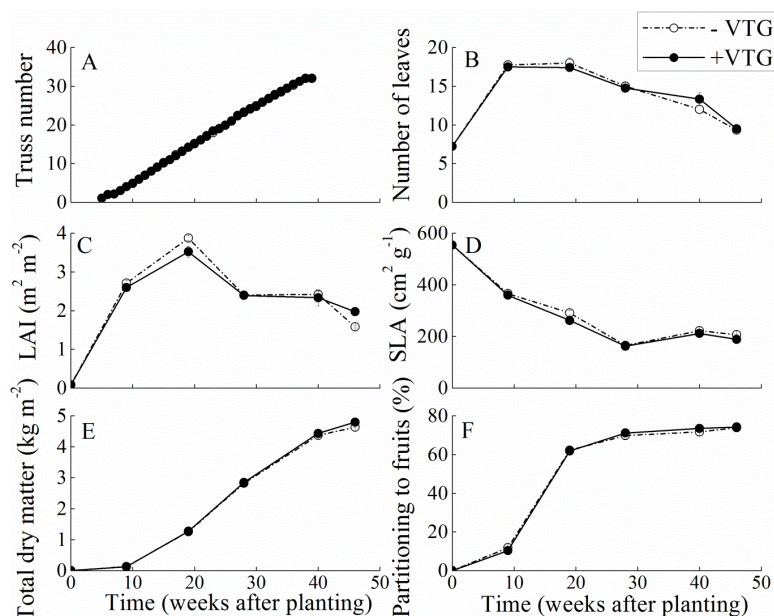 - VTG
+VTG
A
Truss number
40
30
20
10
0
B
Number of leaves
20
15
10
5
0
C
LAI (m² m⁻²)
4
3
2
1
0
D
SLA (cm² g⁻¹)
600
400
200
0
E
Total dry matter (kg m⁻²)
5
4
3
2
1
0
0 10 20 30 40 50
Time (weeks after planting)
F
Partitioning to fruits (%)
80
60
40
20
0
0 10 20 30 40 50
Time (weeks after planting)